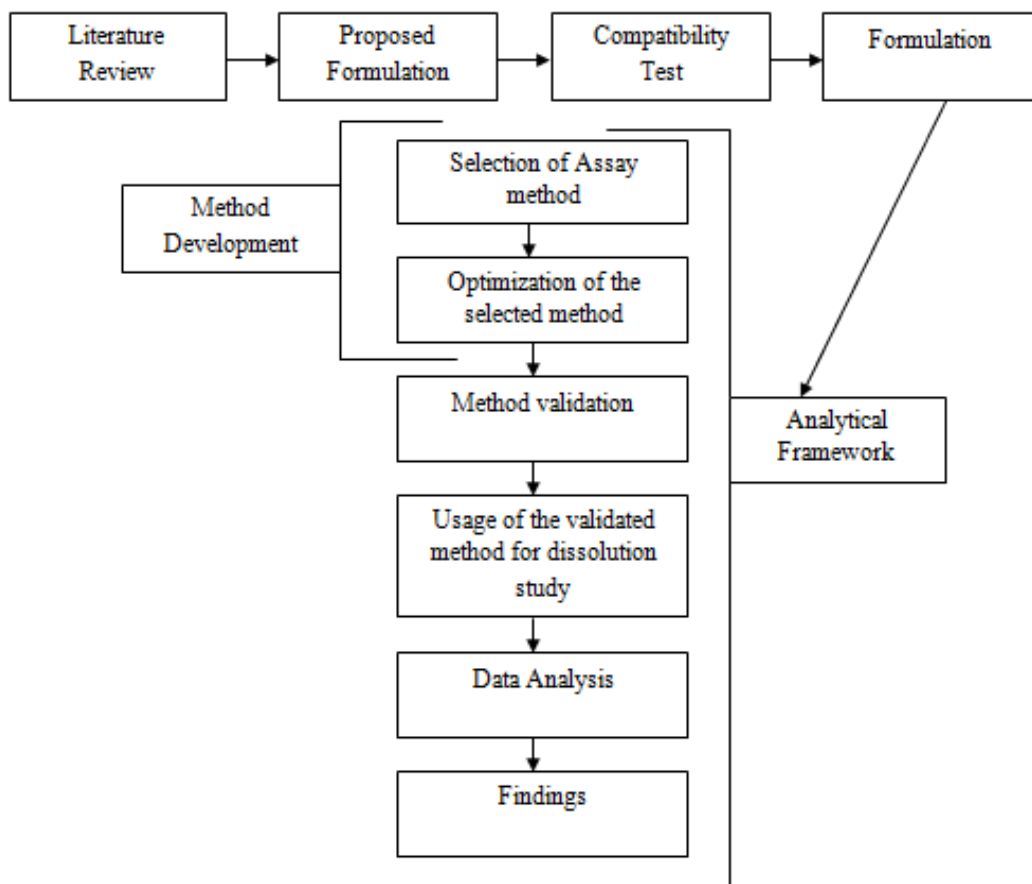 Literature
Review
Proposed
Formulation
Compatibility
Test
Formulation
Selection of Assay
method
Method
Development
Optimization of the
selected method
Method validation
Analytical
Framework
Usage of the validated
method for dissolution
study
Data Analysis
Findings